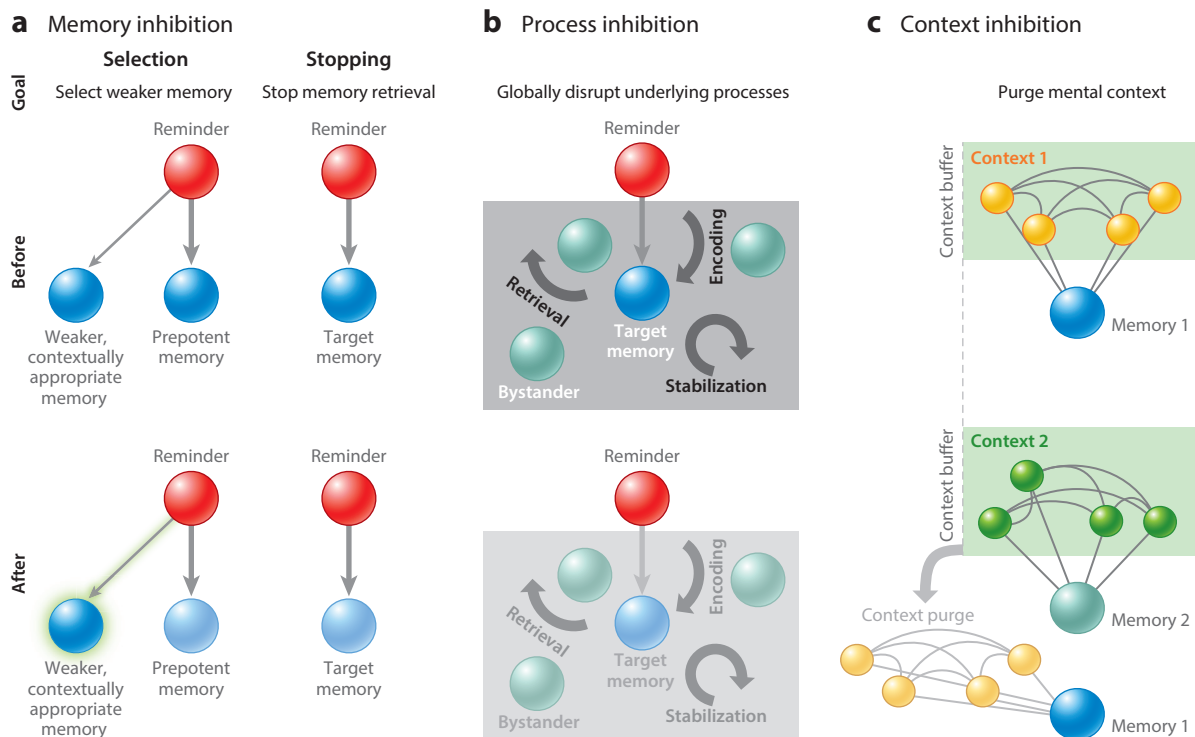 a Memory inhibition
Goal
Selection
Select weaker memory
Stopping
Stop memory retrieval
Before
Reminder
Weaker,
contextually
appropriate
memory
Prepotent
memory
Reminder
Target
memory
After
Reminder
Weaker,
contextually
appropriate
memory
Prepotent
memory
Reminder
Target
memory
b Process inhibition
Globally disrupt underlying processes
Reminder
Encoding
Retrieval
Target
memory
Bystander
Stabilization
Reminder
Encoding
Retrieval
Target
memory
Bystander
Stabilization
c Context inhibition
Purge mental context
Context buffer
Context 1
Memory 1
Context buffer
Context 2
Memory 2
Context purge
Memory 1